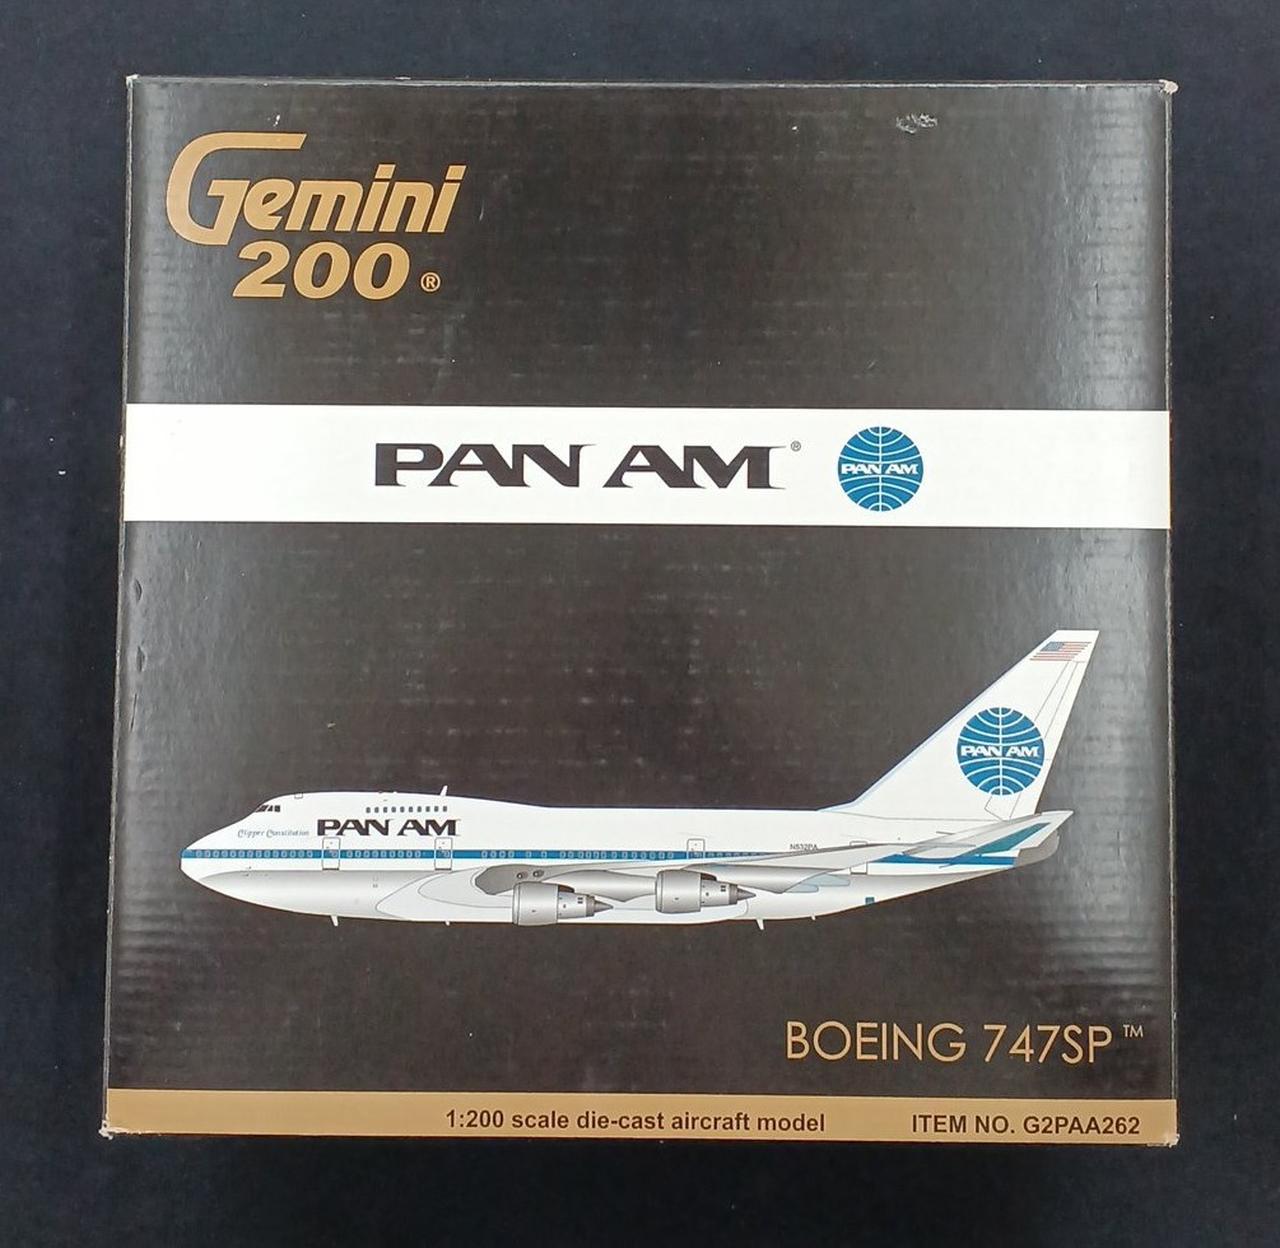 Gemini
200®
PAN AM®
PAN AM
PAN AM
Clipper Constitution
PAN AM
N532PA
BOEING 747SP™
1:200 scale die-cast aircraft model
ITEM NO. G2PAA262